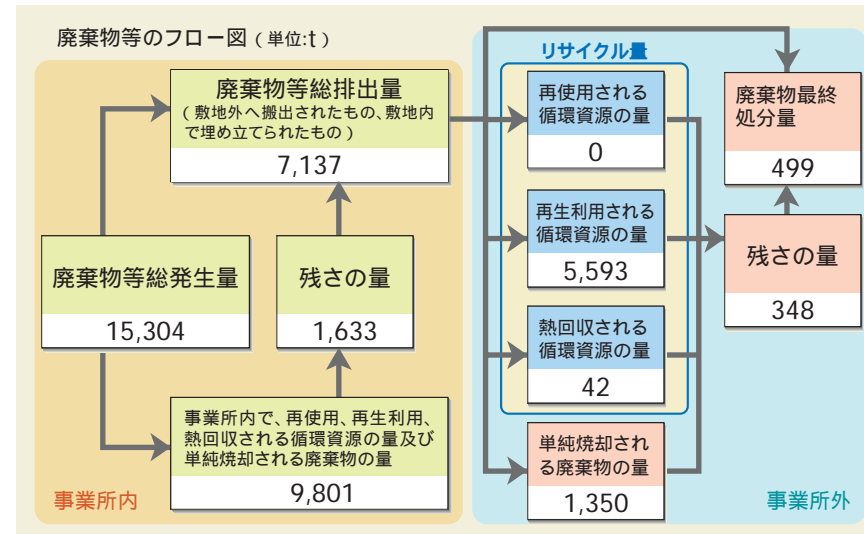 廃棄物等のフロー図(単位:t)
リサイクル量
廃棄物等総排出量
(敷地外へ搬出されたもの、敷地内
で埋め立てられたもの)
7,137
再使用される
循環資源の量
0
廃棄物最終
処分量
499
廃棄物等総発生量
15,304
残さの量
1,633
再生利用される
循環資源の量
5,593
残さの量
348
熱回収される
循環資源の量
42
事業所内で、再使用、再生利用、
熱回収される循環資源の量及び
単純焼却される廃棄物の量
9,801
単純焼却され
る廃棄物の量
1,350
事業所内
事業所外